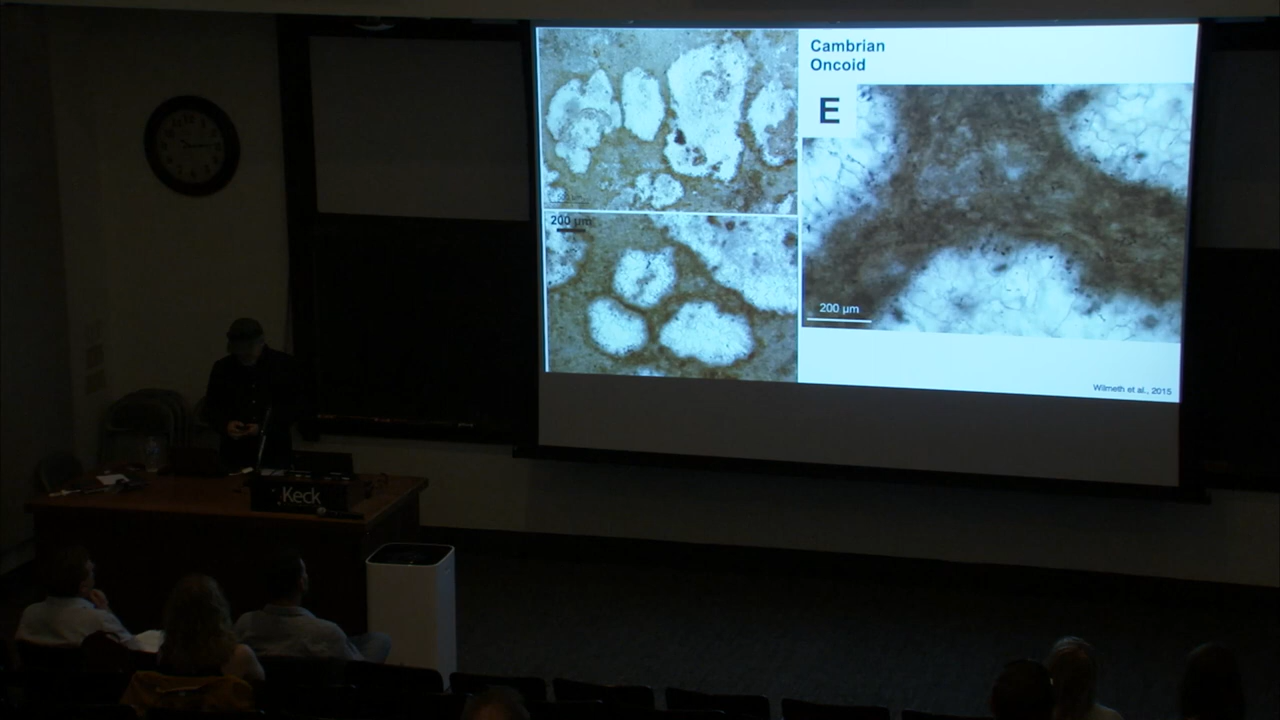 Cambrian
Oncoid
E
200 µm
200 µm
Wilmeth et al., 2015
Keck